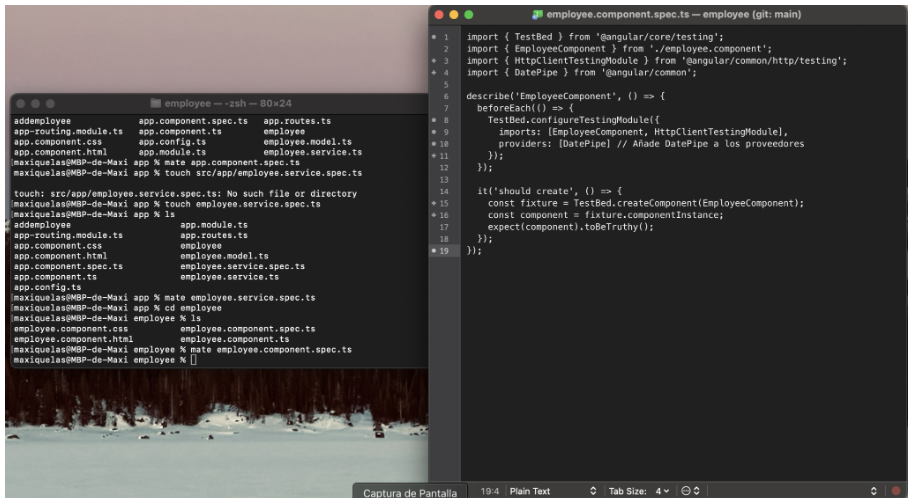 employee — -zsh — 80×24
addemployee app.component.spec.ts app.routes.ts
app-routing.module.ts app.component.ts employee
app.component.css app.config.ts employee.model.ts
app.component.html app.module.ts employee.service.ts
[maxiquelas@MBP-de-Maxi app % mate app.component.spec.ts
maxiquelas@MBP-de-Maxi app % touch src/app/employee.service.spec.ts
touch: src/app/employee.service.spec.ts: No such file or directory
[maxiquelas@MBP-de-Maxi app % touch employee.service.spec.ts
[maxiquelas@MBP-de-Maxi app % ls
addemployee app.module.ts
app-routing.module.ts app.routes.ts
app.component.css employee
app.component.html employee.model.ts
app.component.spec.ts employee.service.spec.ts
app.component.ts employee.service.ts
app.config.ts
[maxiquelas@MBP-de-Maxi app % mate employee.service.spec.ts
[maxiquelas@MBP-de-Maxi app % cd employee
[maxiquelas@MBP-de-Maxi employee % ls
employee.component.css employee.component.spec.ts
employee.component.html employee.component.ts
[maxiquelas@MBP-de-Maxi employee % mate employee.component.spec.ts
maxiquelas@MBP-de-Maxi employee %
employee.component.spec.ts — employee (git: main)
1 import { TestBed } from '@angular/core/testing';
2 import { EmployeeComponent } from './employee.component';
3 import { HttpClientTestingModule } from '@angular/common/http/testing';
4 import { DatePipe } from '@angular/common';
5
6 describe('EmployeeComponent', () => {
7 beforeEach(() => {
8 TestBed.configureTestingModule({
9 imports: [EmployeeComponent, HttpClientTestingModule],
10 providers: [DatePipe] // Añade DatePipe a los proveedores
11 });
12 });
13
14 it('should create', () => {
15 const fixture = TestBed.createComponent(EmployeeComponent);
16 const component = fixture.componentInstance;
17 expect(component).toBeTruthy();
18 });
19 });
Captura de Pantalla
19:4 Plain Text Tab Size: 4